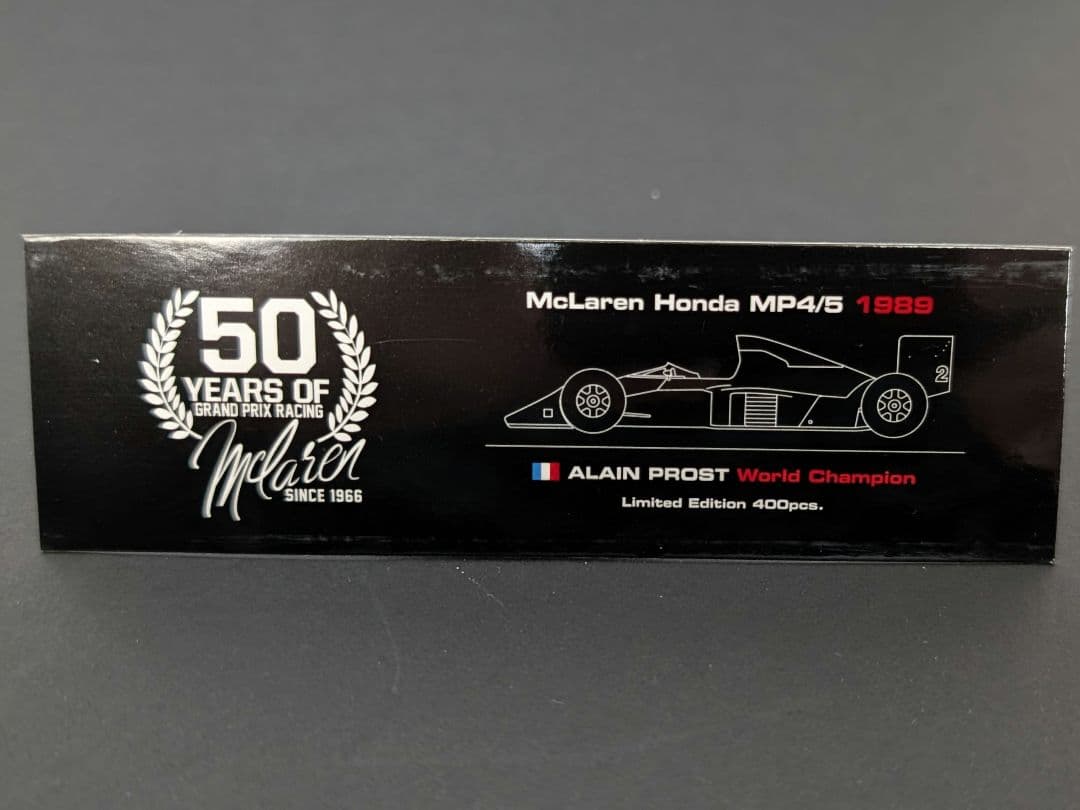 50
YEARS OF
GRAND PRIX RACING
McLaren
SINCE 1966
McLaren Honda MP4/5 1989
2
ALAIN PROST World Champion
Limited Edition 400pcs.